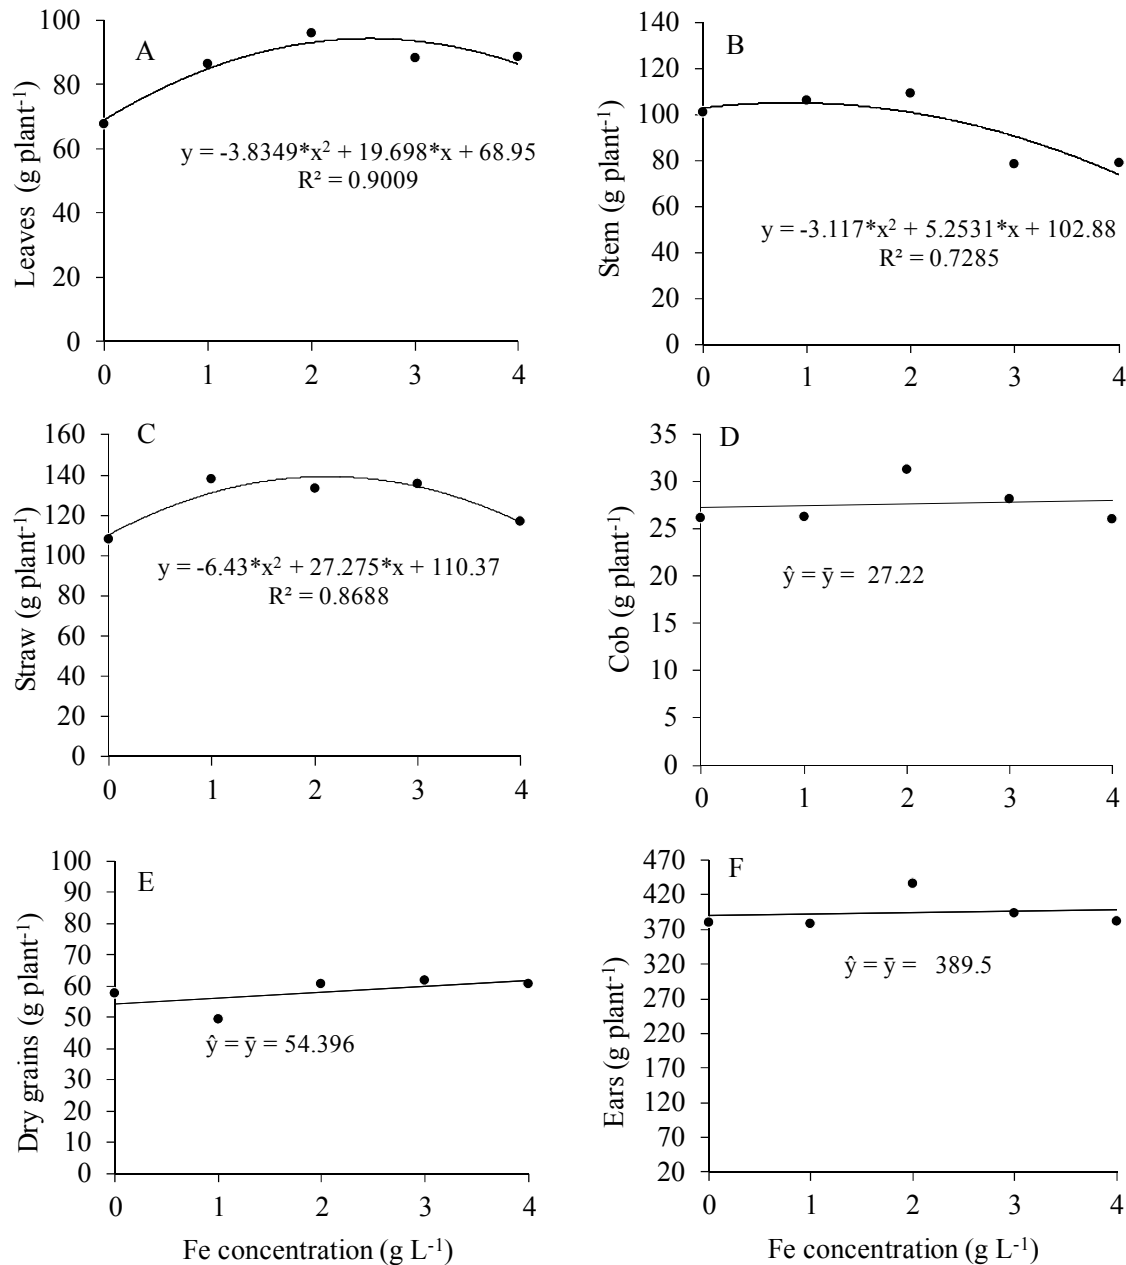 A
Leaves (g plant-1)
100
80
60
40
20
0
y = -3.8349*x² + 19.698*x + 68.95
R² = 0.9009
0 1 2 3 4
B
Stem (g plant-1)
140
120
100
80
60
40
20
0
y = -3.117*x² + 5.2531*x + 102.88
R² = 0.7285
0 1 2 3 4
C
Straw (g plant-1)
160
140
120
100
80
60
40
20
0
y = -6.43*x² + 27.275*x + 110.37
R² = 0.8688
0 1 2 3 4
D
Cob (g plant-1)
35
30
25
20
15
10
5
0
ŷ = ȳ = 27.22
0 1 2 3 4
E
Dry grains (g plant-1)
100
90
80
70
60
50
40
30
20
10
0
ŷ = ȳ = 54.396
0 1 2 3 4
Fe concentration (g L-1)
F
Ears (g plant-1)
470
420
370
320
270
220
170
120
70
20
ŷ = ȳ = 389.5
0 1 2 3 4
Fe concentration (g L-1)